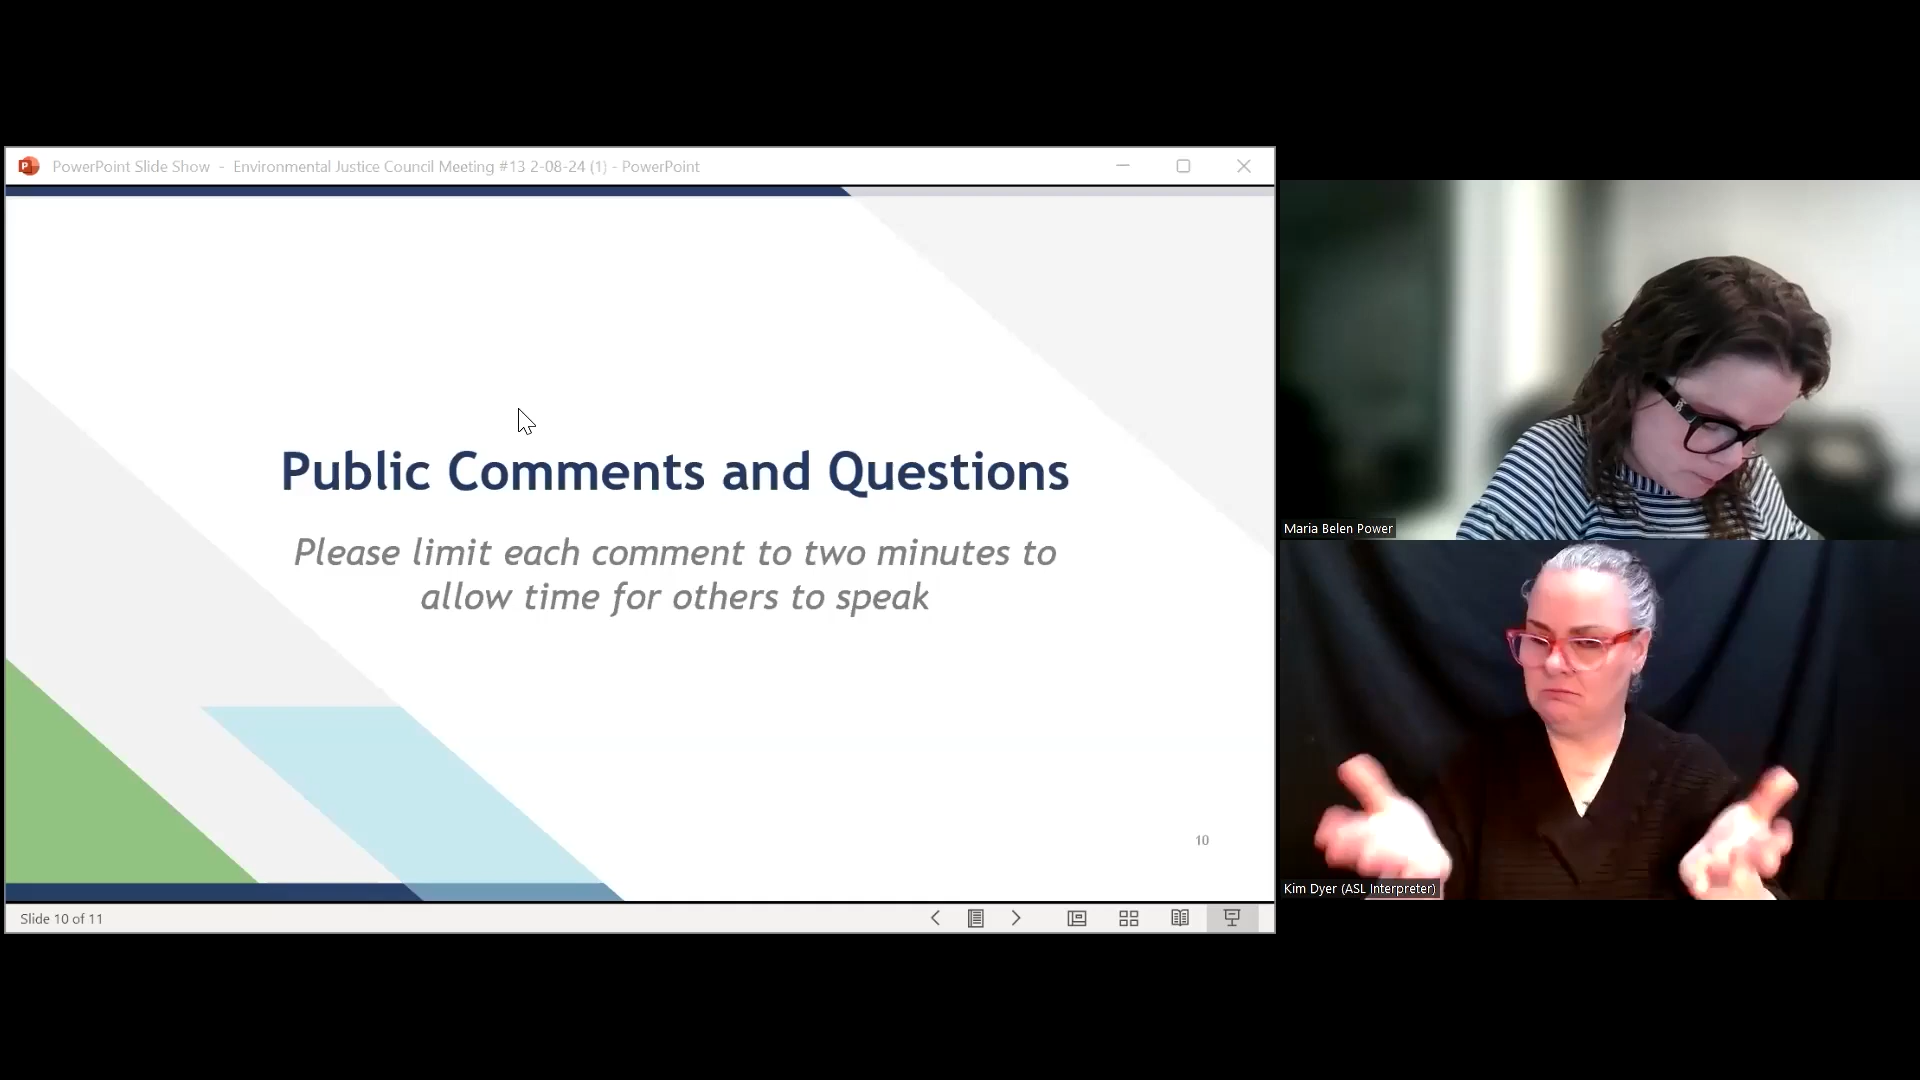 PowerPoint Slide Show - Environmental Justice Council Meeting #13 2-08-24 (1) - PowerPoint
Public Comments and Questions
Please limit each comment to two minutes to
allow time for others to speak
10
Slide 10 of 11
Maria Belen Power
Kim Dyer (ASL Interpreter)